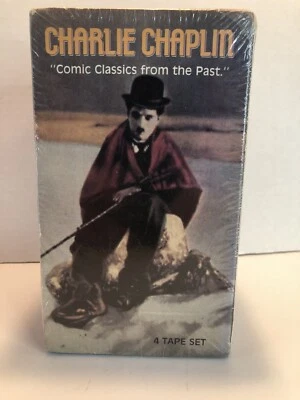 CHARLIE CHAPLIN
"Comic Classics from the Past."
4 TAPE SET